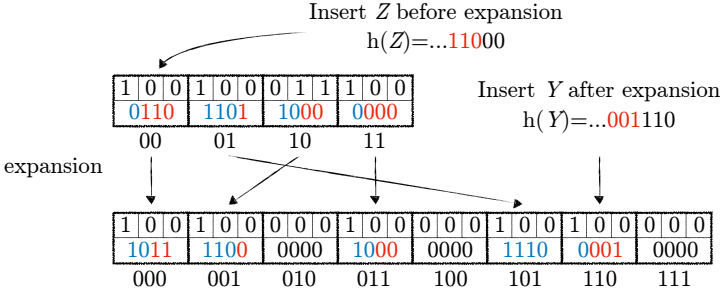 Insert Z before expansion
h(Z)=...11000
1 0 0 1 0 0 0 1 1 1 0 0
0110 1101 1000 0000
00 01 10 11
Insert Y after expansion
h(Y)=...001110
expansion
1 0 0 1 0 0 0 0 0 1 0 0 0 0 0 1 0 0 1 0 0 0 0 0
1011 1100 0000 1000 0000 1110 0001 0000
000 001 010 011 100 101 110 111